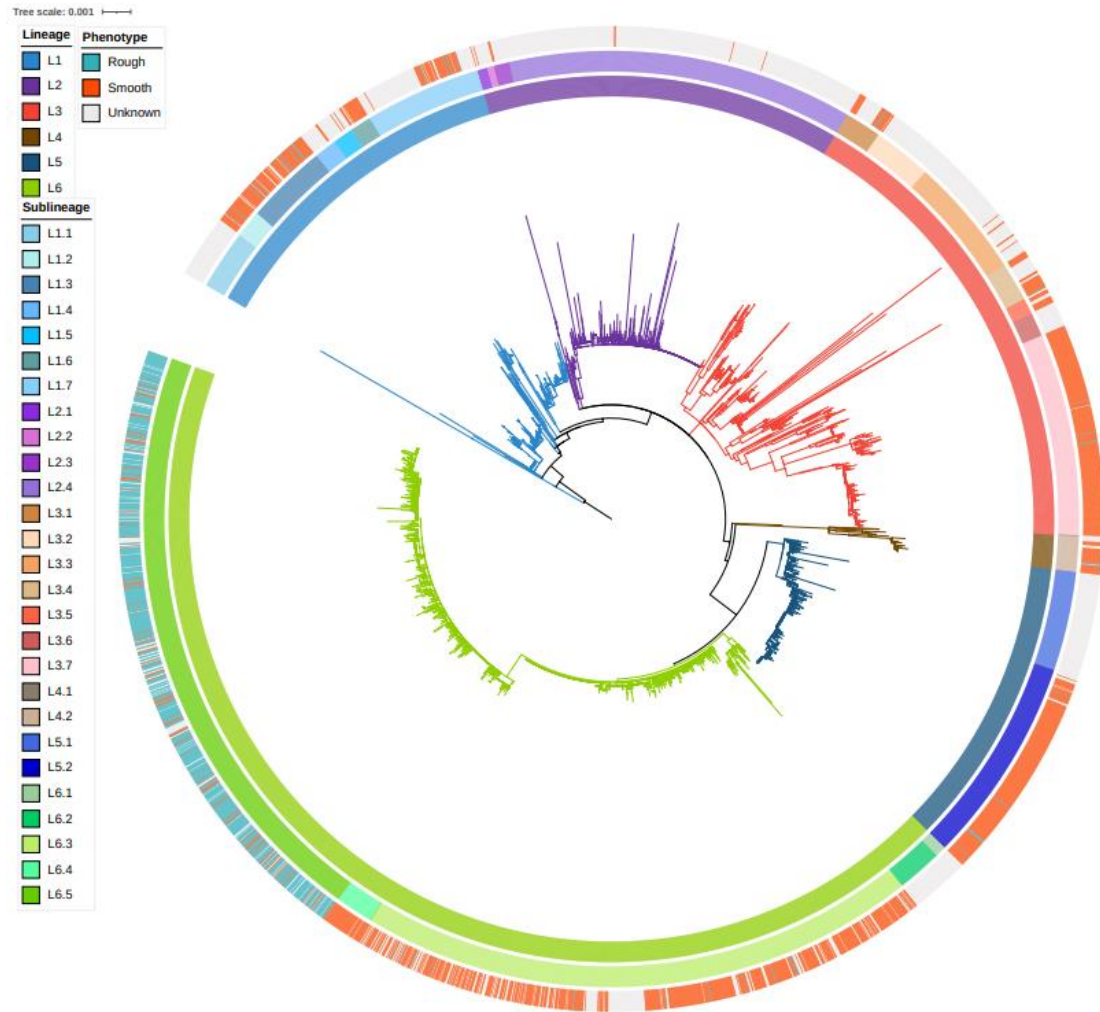 Tree scale: 0.001
Lineage
L1
L2
L3
L4
L5
L6
Phenotype
Rough
Smooth
Unknown
Sublineage
L1.1
L1.2
L1.3
L1.4
L1.5
L1.6
L1.7
L2.1
L2.2
L2.3
L2.4
L3.1
L3.2
L3.3
L3.4
L3.5
L3.6
L3.7
L4.1
L4.2
L5.1
L5.2
L6.1
L6.2
L6.3
L6.4
L6.5